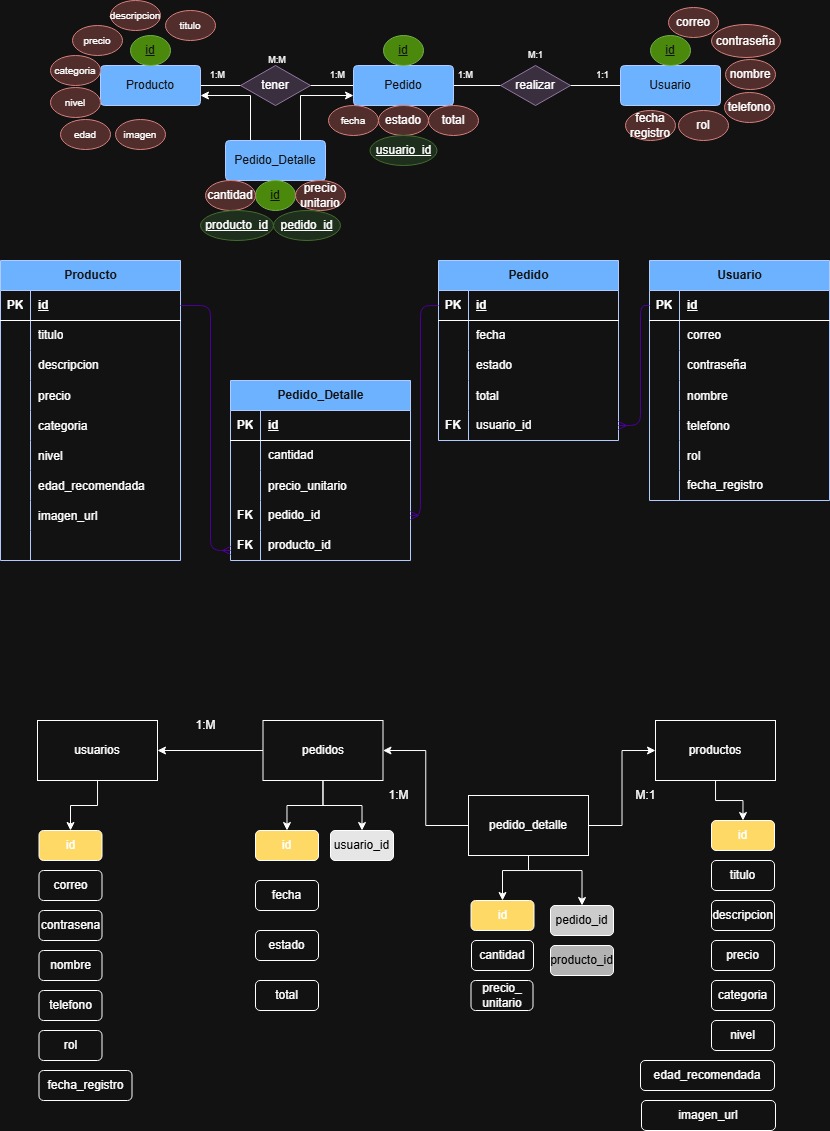 descripcion
titulo
precio
id
categoria
Producto
nivel
edad
imagen
1:M
M:M
tener
1:M
id
Pedido
fecha
estado
total
usuario_id
1:M
M:1
realizar
1:1
correo
id
contraseña
Usuario
nombre
telefono
fecha
registro
rol
Pedido_Detalle
cantidad
id
precio
unitario
producto_id
pedido_id
Producto
PK id
titulo
descripcion
precio
categoria
nivel
edad_recomendada
imagen_url
Pedido_Detalle
PK id
cantidad
precio_unitario
FK pedido_id
FK producto_id
Pedido
PK id
fecha
estado
total
FK usuario_id
Usuario
PK id
correo
contraseña
nombre
telefono
rol
fecha_registro
usuarios
1:M
pedidos
1:M
pedido_detalle
M:1
productos
id
correo
contrasena
nombre
telefono
rol
fecha_registro
id
usuario_id
fecha
estado
total
id
pedido_id
cantidad
producto_id
precio_
unitario
id
titulo
descripcion
precio
categoria
nivel
edad_recomendada
imagen_url